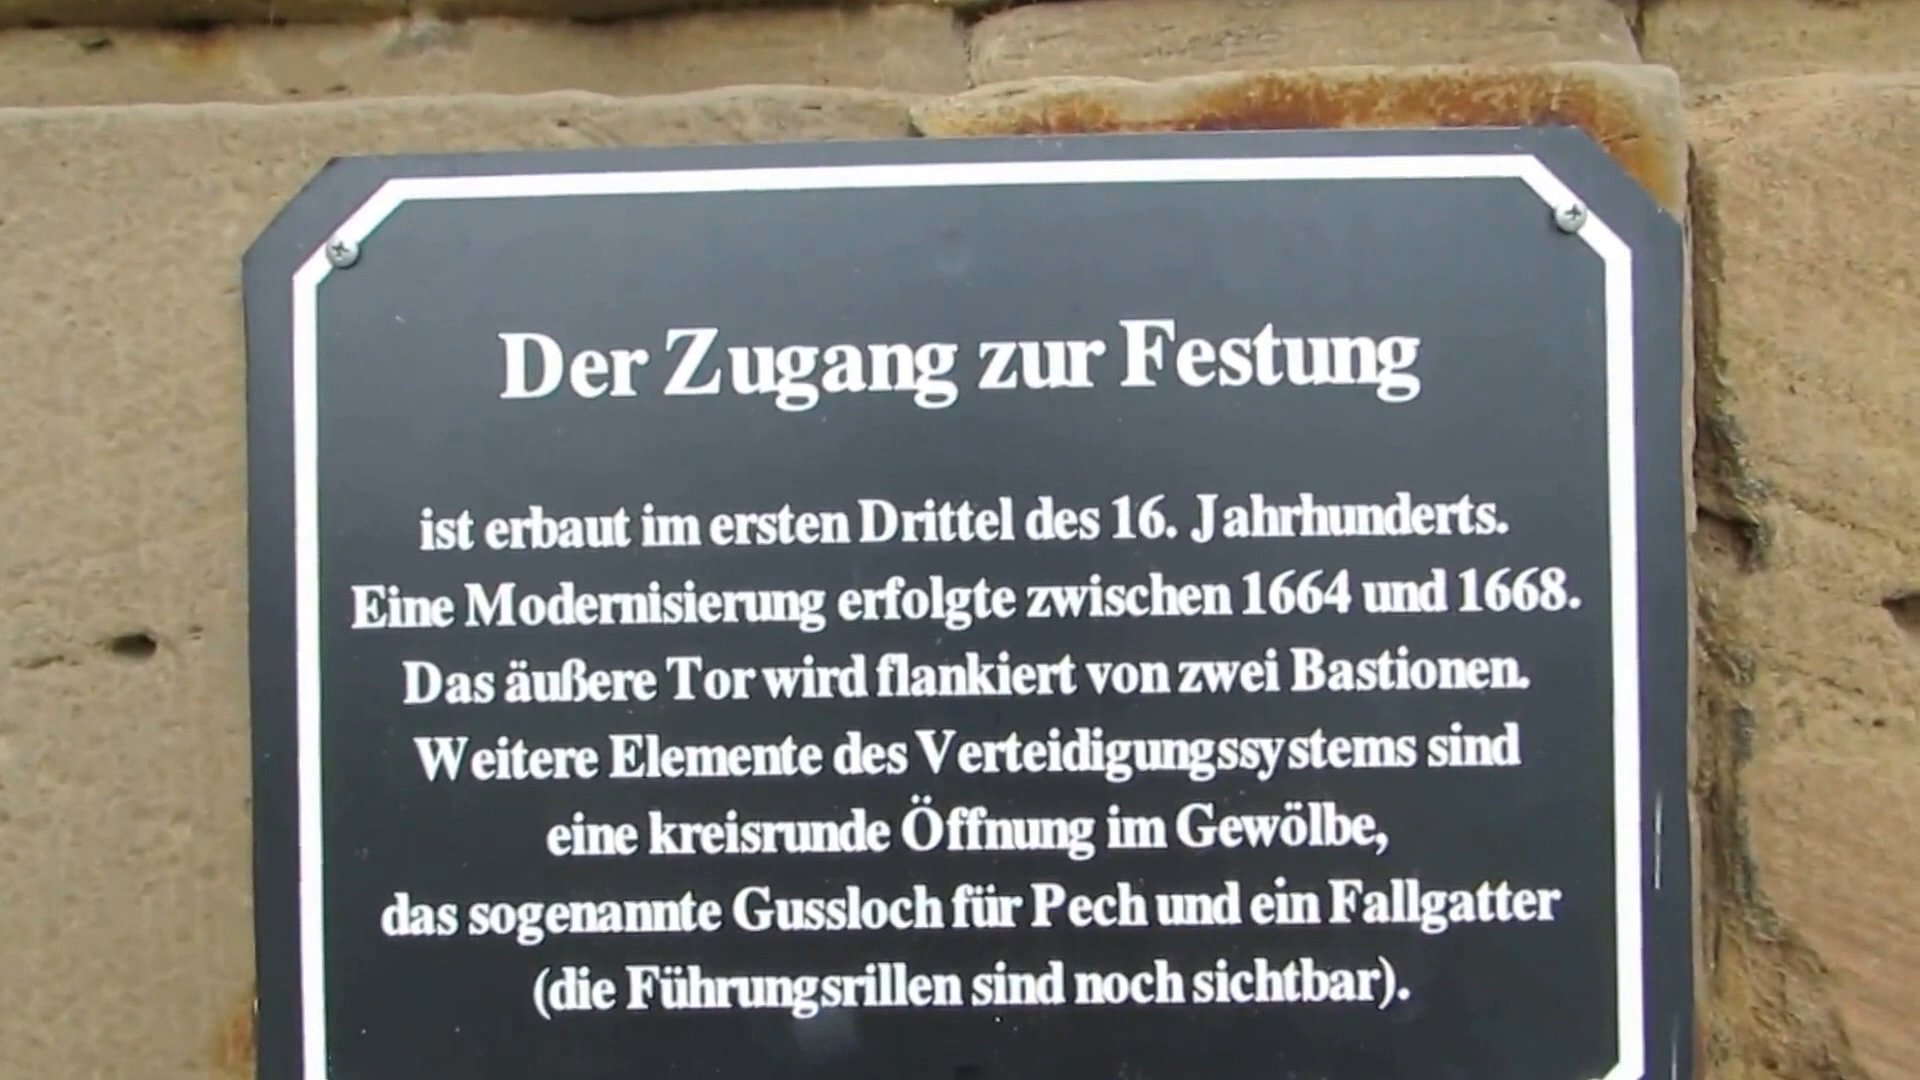 Der Zugang zur Festung
ist erbaut im ersten Drittel des 16. Jahrhunderts.
Eine Modernisierung erfolgte zwischen 1664 und 1668.
Das äußere Tor wird flankiert von zwei Bastionen.
Weitere Elemente des Verteidigungssystems sind
eine kreisrunde Öffnung im Gewölbe,
das sogenannte Gussloch für Pech und ein Fallgatter
(die Führungsrillen sind noch sichtbar).